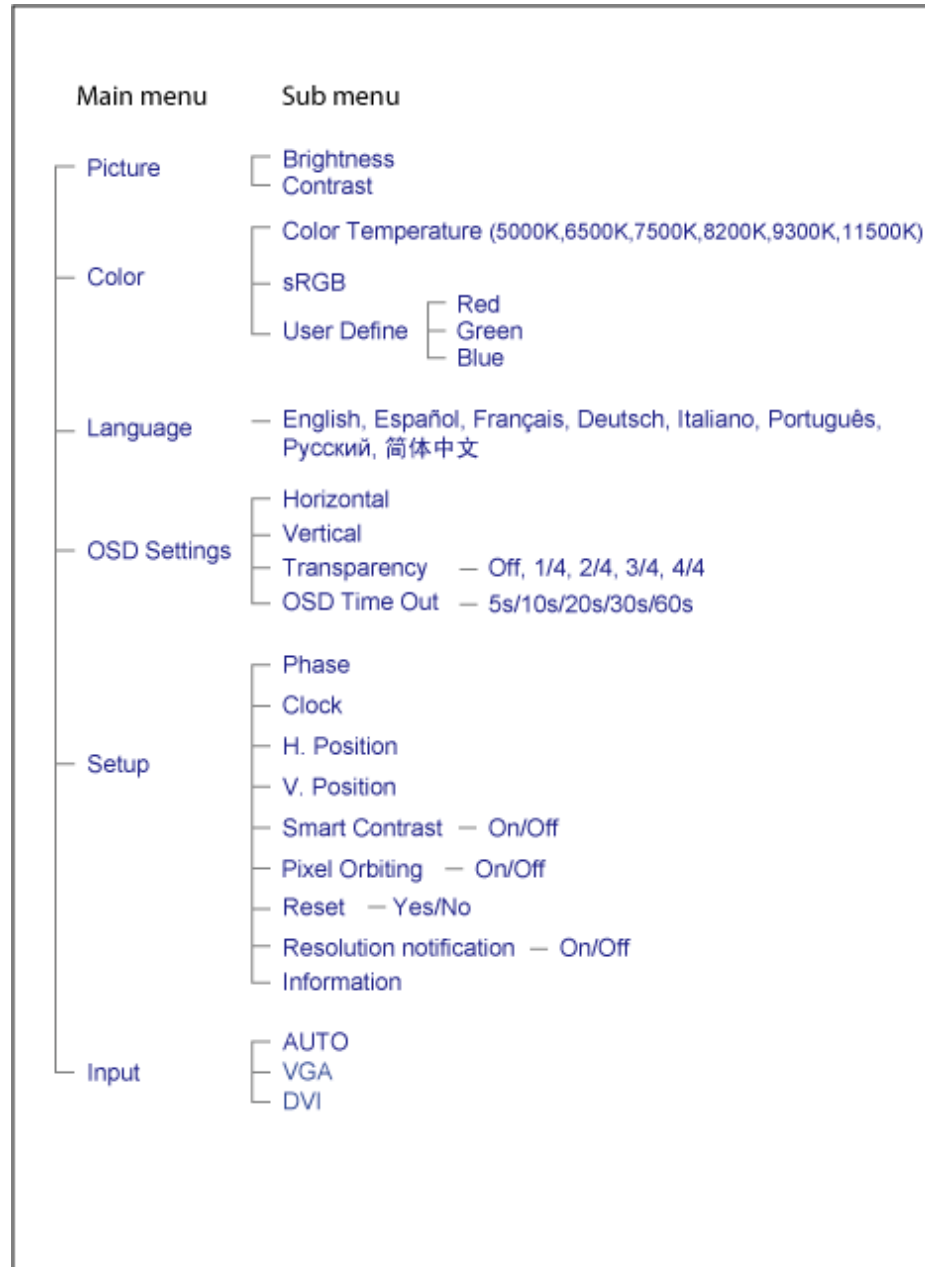 Main menu Sub menu
Picture
Brightness
Contrast
Color
Color Temperature (5000K,6500K,7500K,8200K,9300K,11500K)
sRGB
User Define
Red
Green
Blue
Language
English, Español, Français, Deutsch, Italiano, Português,
Русский, 简体中文
OSD Settings
Horizontal
Vertical
Transparency — Off, 1/4, 2/4, 3/4, 4/4
OSD Time Out — 5s/10s/20s/30s/60s
Setup
Phase
Clock
H. Position
V. Position
Smart Contrast — On/Off
Pixel Orbiting — On/Off
Reset — Yes/No
Resolution notification — On/Off
Information
Input
AUTO
VGA
DVI